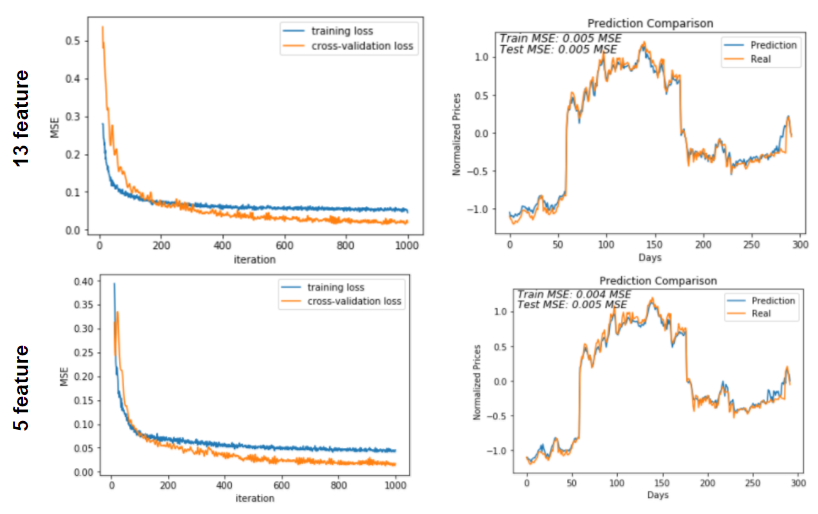 13 feature
training loss
cross-validation loss
0.5
0.4
0.3
0.2
0.1
0.0
MSE
0 200 400 600 800 1000
iteration
Prediction Comparison
Train MSE: 0.005 MSE
Test MSE: 0.005 MSE
Prediction
Real
1.0
0.5
0.0
−0.5
−1.0
Normalized Prices
0 50 100 150 200 250 300
Days
5 feature
training loss
cross-validation loss
0.40
0.35
0.30
0.25
0.20
0.15
0.10
0.05
0.00
MSE
0 200 400 600 800 1000
iteration
Prediction Comparison
Train MSE: 0.004 MSE
Test MSE: 0.005 MSE
Prediction
Real
1.0
0.5
0.0
−0.5
−1.0
Normalized Prices
0 50 100 150 200 250 300
Days